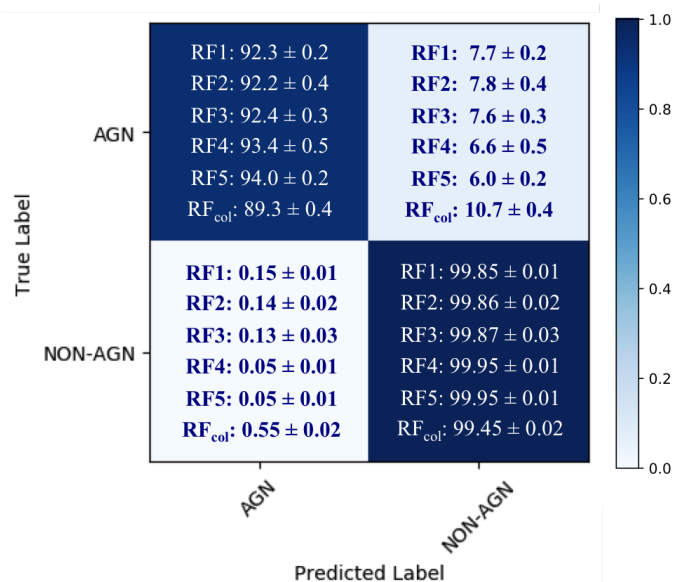 RF1: 92.3 ± 0.2
RF2: 92.2 ± 0.4
RF3: 92.4 ± 0.3
RF4: 93.4 ± 0.5
RF5: 94.0 ± 0.2
RFcol: 89.3 ± 0.4
RF1: 7.7 ± 0.2
RF2: 7.8 ± 0.4
RF3: 7.6 ± 0.3
RF4: 6.6 ± 0.5
RF5: 6.0 ± 0.2
RFcol: 10.7 ± 0.4
RF1: 0.15 ± 0.01
RF2: 0.14 ± 0.02
RF3: 0.13 ± 0.03
RF4: 0.05 ± 0.01
RF5: 0.05 ± 0.01
RFcol: 0.55 ± 0.02
RF1: 99.85 ± 0.01
RF2: 99.86 ± 0.02
RF3: 99.87 ± 0.03
RF4: 99.95 ± 0.01
RF5: 99.95 ± 0.01
RFcol: 99.45 ± 0.02
True Label
AGN
NON-AGN
AGN
NON-AGN
Predicted Label
1.0
0.8
0.6
0.4
0.2
0.0